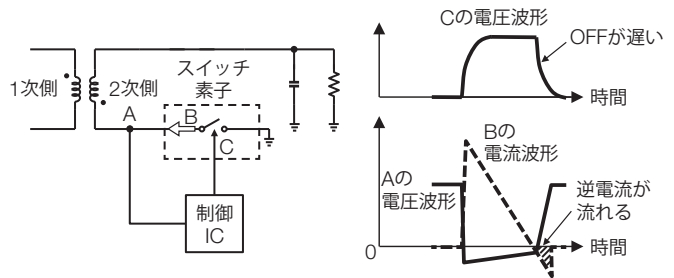 1次側
2次側
スイッチ
素子
A
B
C
制御
IC
Cの電圧波形
OFFが遅い
時間
Bの
電流波形
Aの
電圧波形
逆電流が
流れる
0
時間